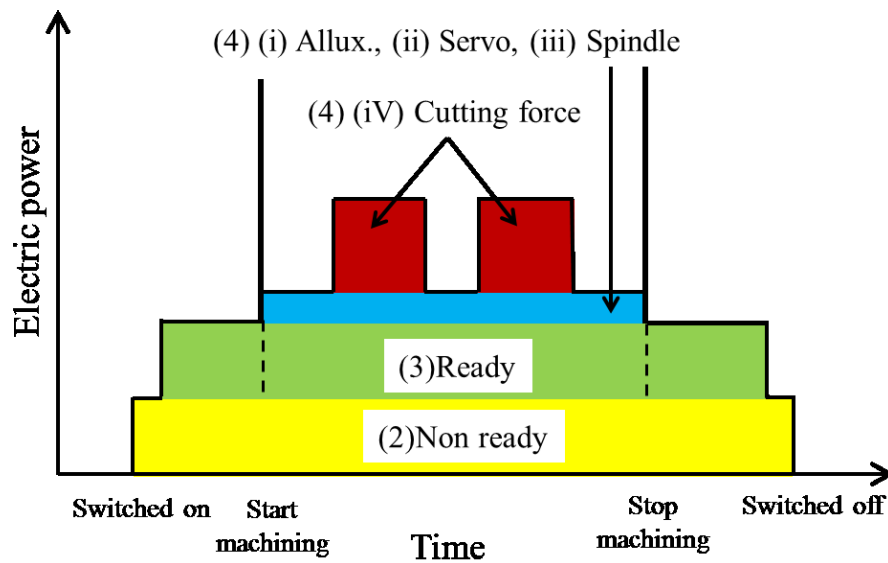 (4) (i) Allux., (ii) Servo, (iii) Spindle
(4) (iV) Cutting force
Electric power
(3)Ready
(2)Non ready
Switched on
Start
machining
Time
Stop
machining
Switched off